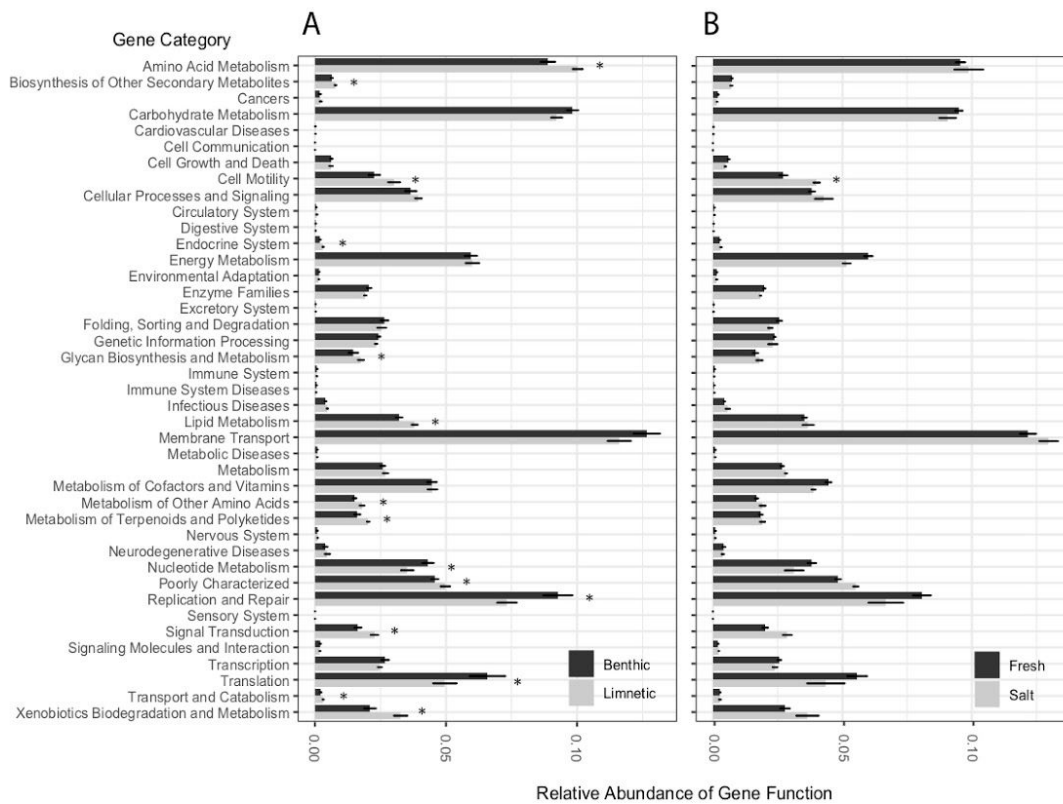 A
B
Gene Category
Amino Acid Metabolism *
Biosynthesis of Other Secondary Metabolites *
Cancers
Carbohydrate Metabolism
Cardiovascular Diseases
Cell Communication
Cell Growth and Death
Cell Motility * *
Cellular Processes and Signaling
Circulatory System
Digestive System
Endocrine System *
Energy Metabolism
Environmental Adaptation
Enzyme Families
Excretory System
Folding, Sorting and Degradation
Genetic Information Processing
Glycan Biosynthesis and Metabolism *
Immune System
Immune System Diseases
Infectious Diseases
Lipid Metabolism *
Membrane Transport
Metabolic Diseases
Metabolism
Metabolism of Cofactors and Vitamins
Metabolism of Other Amino Acids *
Metabolism of Terpenoids and Polyketides *
Nervous System
Neurodegenerative Diseases
Nucleotide Metabolism *
Poorly Characterized *
Replication and Repair *
Sensory System
Signal Transduction *
Signaling Molecules and Interaction
Transcription
Translation *
Transport and Catabolism *
Xenobiotics Biodegradation and Metabolism *
Benthic
Limnetic
Fresh
Salt
0.00 0.05 0.10 0.00 0.05 0.10
Relative Abundance of Gene Function